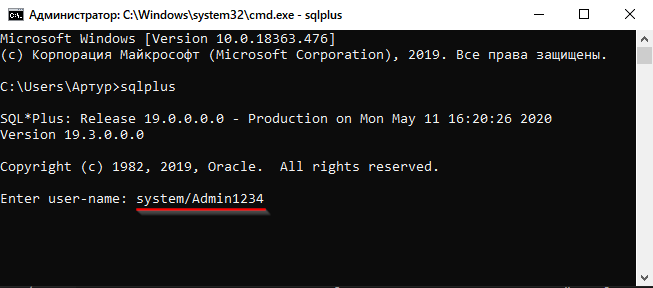 Администратор: C:\Windows\system32\cmd.exe - sqlplus
Microsoft Windows [Version 10.0.18363.476]
(c) Корпорация Майкрософт (Microsoft Corporation), 2019. Все права защищены.
C:\Users\Артур>sqlplus
SQL*Plus: Release 19.0.0.0.0 - Production on Mon May 11 16:20:26 2020
Version 19.3.0.0.0
Copyright (c) 1982, 2019, Oracle.  All rights reserved.
Enter user-name: system/Admin1234